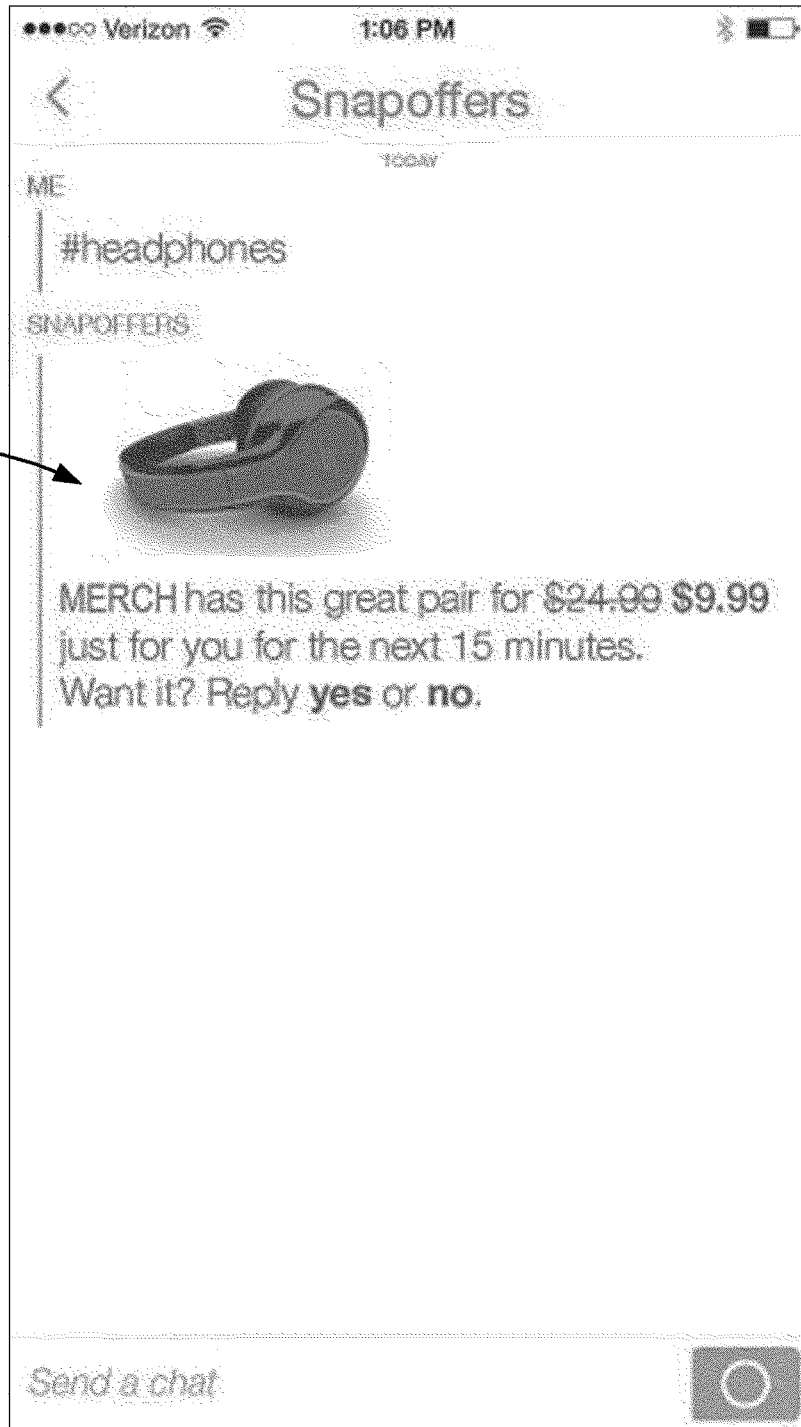 Verizon 1:06 PM
Snapoffers
TODAY
ME
#headphones
SNAPOFFERS
MERCH has this great pair for $24.99 $9.99
just for you for the next 15 minutes.
Want it? Reply yes or no.
Send a chat